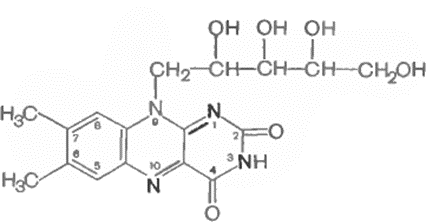 OH OH OH
CH2-CH-CH-CH-CH2OH
H3C 8 N 9 N 1 2 O
7
6 3 NH
H3C 5 N 10 4
O